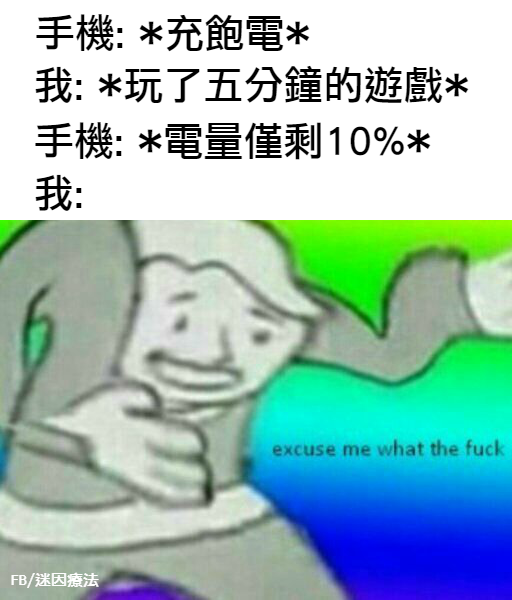 手機: *充飽電*
我: *玩了五分鐘的遊戲*
手機: *電量僅剩10%*
我:
excuse me what the fuck
FB/迷因療法